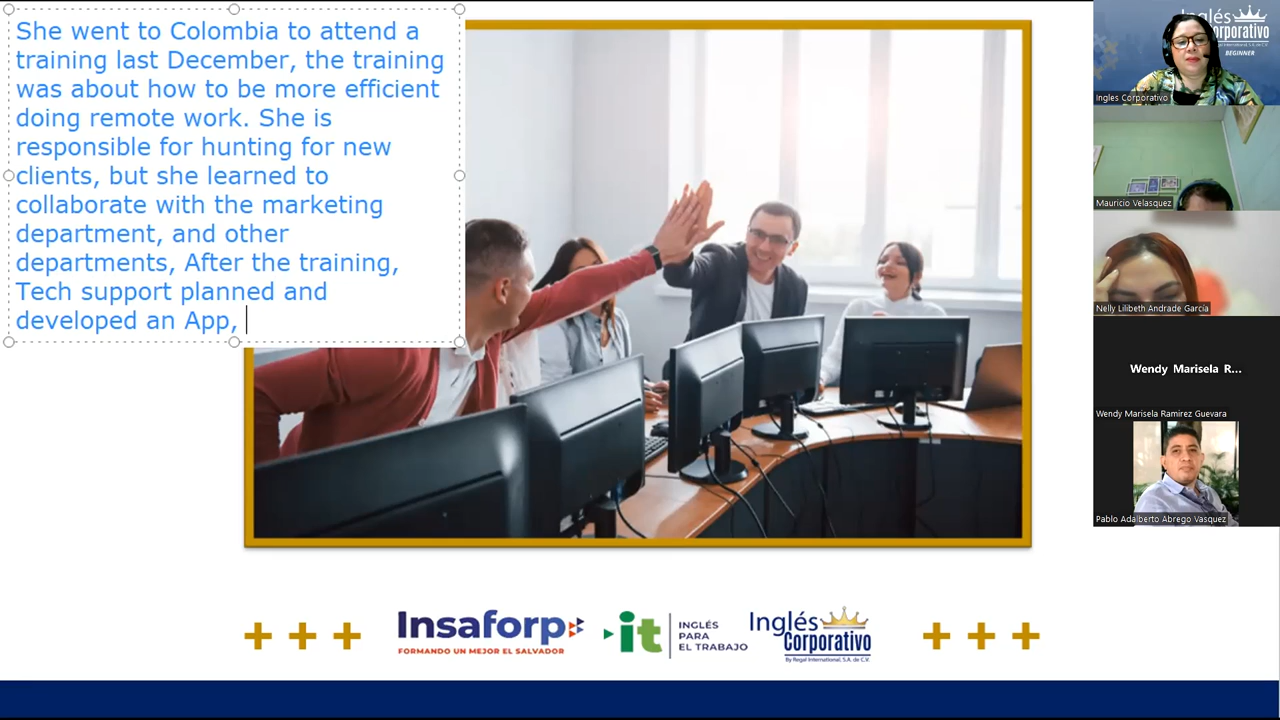 She went to Colombia to attend a
training last December, the training
was about how to be more efficient
doing remote work. She is
responsible for hunting for new
clients, but she learned to
collaborate with the marketing
department, and other
departments, After the training,
Tech support planned and
developed an App,
Inglés
Corporativo
BEGINNER
Ingles Corporativo
Mauricio Velasquez
Nelly Lilibeth Andrade García
Wendy Marisela R...
Wendy Marisela Ramirez Guevara
Pablo Adalberto Abrego Vasquez
Insaforp
FORMANDO UN MEJOR EL SALVADOR
it
INGLÉS
PARA
EL TRABAJO
Inglés
Corporativo
By Regal International, S.A. de C.V.